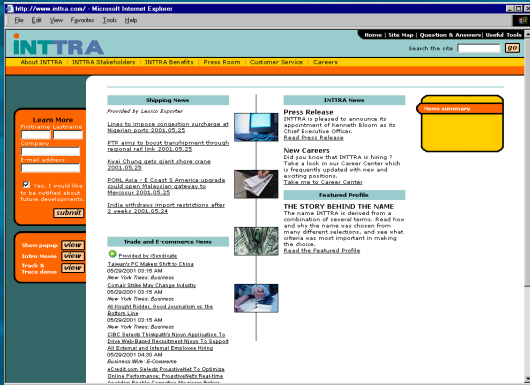 http://www.inttra.com/ - Microsoft Internet Explorer
File Edit View Favorites Tools Help
Home | Site Map | Question & Answers| Useful Tools
INTTRA
Search the site go
About INTTRA | INTTRA Stakeholders | INTTRA Benefits | Press Room | Customer Service | Careers
Learn More
Firstname Lastname
Company
E-mail address
Yes, I would like
to be notified about
future developments.
submit
Show popup view
Intro Movie view
Track &
Trace demo view
Shipping News
Provided by Lexico Exporter
Lines to impose congestion surcharge at
Nigerian ports 2001.05.25
PTP aims to boost transhipment through
regional rail link 2001.05.25
Kwai Chung gets giant shore crane
2001.05.25
PONL Asia - E Coast S America upgrade
could open Malaysian gateway to
Mercosur 2001.05.25
India withdraws import restrictions after
2 weeks 2001.05.24
Trade and E-commerce News
Provided by iSyndicate
Taiwan's PC Makers Shift to China
05/29/2001 03:15 AM
New York Times: Business
Comair Strike May Change Industry
05/29/2001 03:15 AM
New York Times: Business
At Knight Ridder, Good Journalism vs. the
Bottom Line
05/29/2001 03:15 AM
New York Times: Business
CIBC Selects Thinkpath's Njoyn Application To
Drive Web-Based Recruitment Njoyn To Support
All External and Internal Employee Hiring
05/29/2001 04:30 AM
Business Wire: E-Commerce
eCredit.com Selects ProactiveNet To Optimize
Online Performance; ProactiveNet's Real-time
INTTRA News
Press Release
INTTRA is pleased to announce its
appointment of Kenneth Bloom as its
Chief Executive Officer.
Read Press Release
New Careers
Did you know that INTTRA is hiring ?
Take a look in our Career Center which
is frequently updated with new and
exciting positions.
Take me to Career Center
Featured Profile
THE STORY BEHIND THE NAME
The name INTTRA is derived from a
combination of several terms. Read how
and why the name was chosen from
many different selections, and see what
criteria was most important in making
the choice.
Read the Featured Profile
News summary